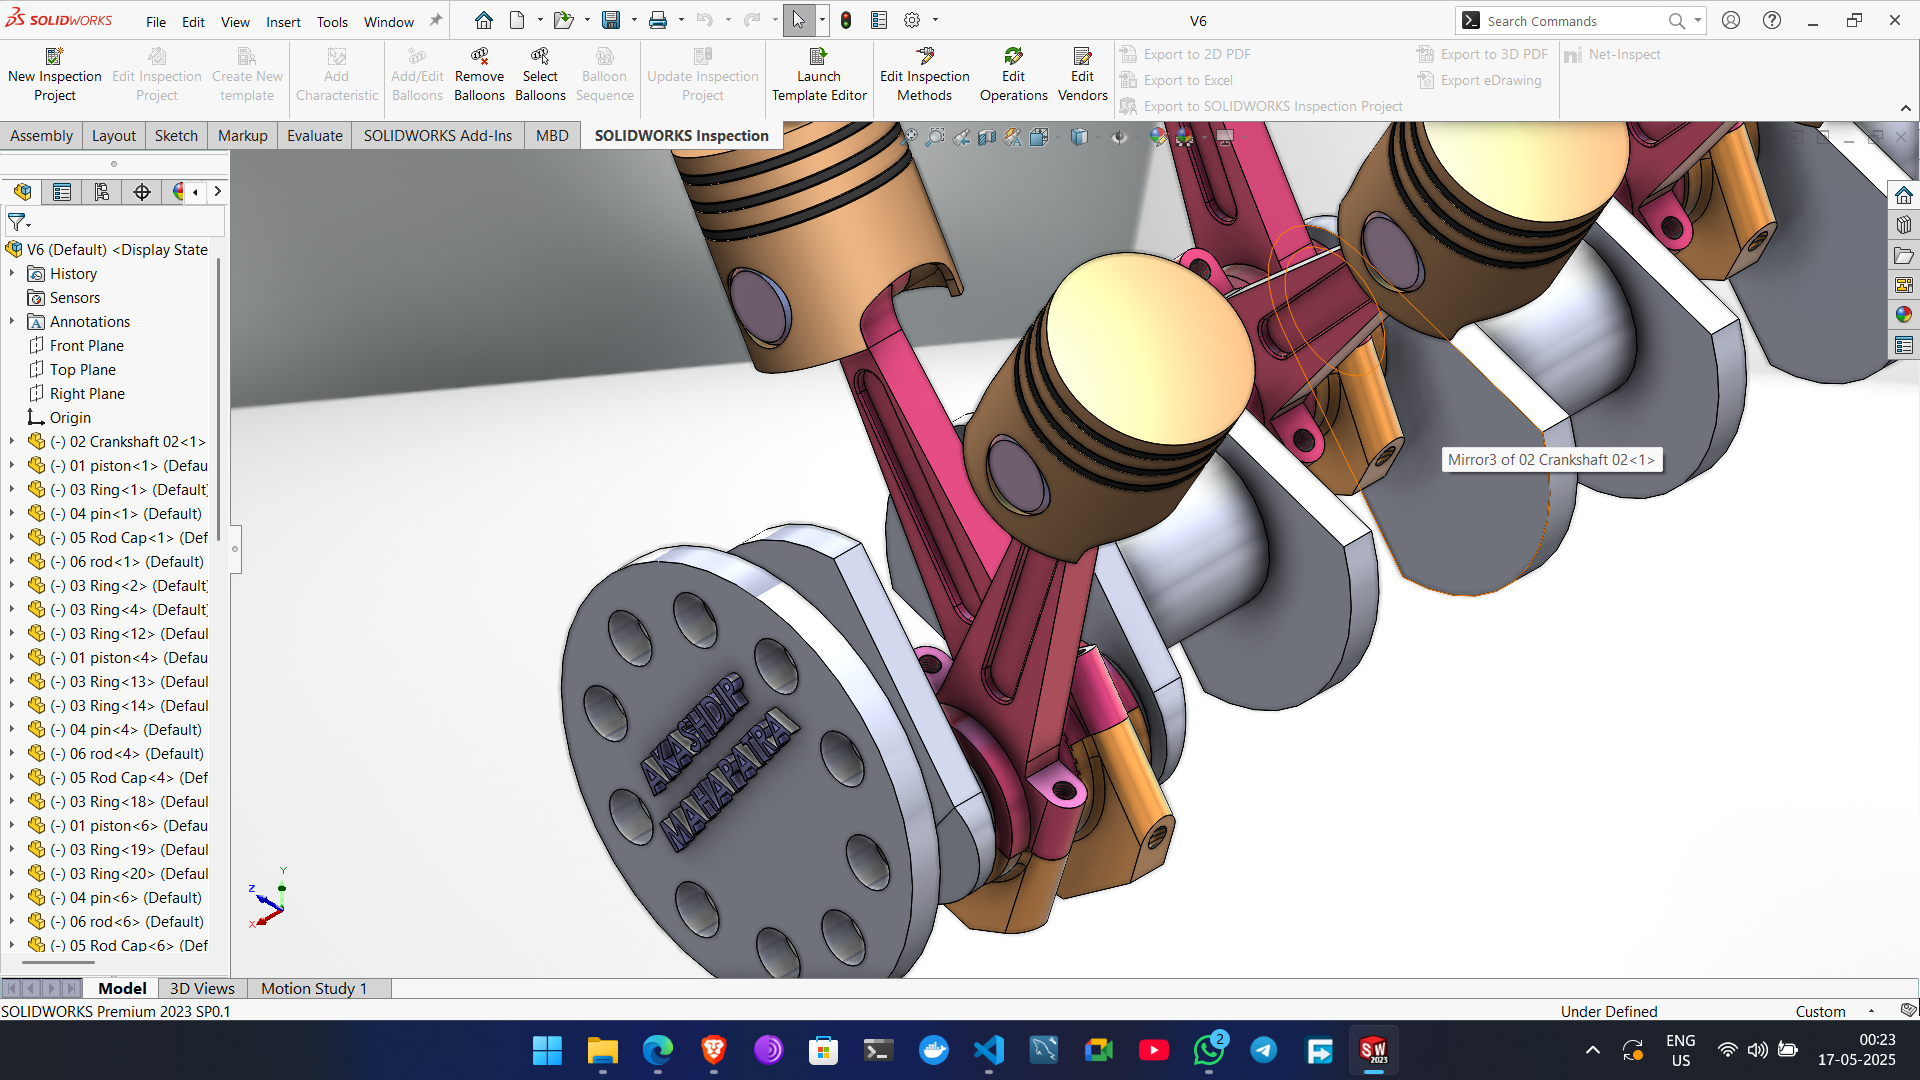 SOLIDWORKS
File Edit View Insert Tools Window
V6
Search Commands
New Inspection Project
Edit Inspection Project
Create New template
Add Characteristic
Add/Edit Balloons
Remove Balloons
Select Balloons
Balloon Sequence
Update Inspection Project
Launch Template Editor
Edit Inspection Methods
Edit Operations
Edit Vendors
Export to 2D PDF
Export to Excel
Export to SOLIDWORKS Inspection Project
Export to 3D PDF
Export eDrawing
Net-Inspect
Assembly Layout Sketch Markup Evaluate SOLIDWORKS Add-Ins MBD SOLIDWORKS Inspection
V6 (Default) <Display State
History
Sensors
Annotations
Front Plane
Top Plane
Right Plane
Origin
(-) 02 Crankshaft 02<1>
(-) 01 piston<1> (Defau
(-) 03 Ring<1> (Default)
(-) 04 pin<1> (Default)
(-) 05 Rod Cap<1> (Def
(-) 06 rod<1> (Default)
(-) 03 Ring<2> (Default)
(-) 03 Ring<4> (Default)
(-) 03 Ring<12> (Defaul
(-) 01 piston<4> (Defau
(-) 03 Ring<13> (Defaul
(-) 03 Ring<14> (Defaul
(-) 04 pin<4> (Default)
(-) 06 rod<4> (Default)
(-) 05 Rod Cap<4> (Def
(-) 03 Ring<18> (Defaul
(-) 01 piston<6> (Defau
(-) 03 Ring<19> (Defaul
(-) 03 Ring<20> (Defaul
(-) 04 pin<6> (Default)
(-) 06 rod<6> (Default)
(-) 05 Rod Cap<6> (Def
Mirror3 of 02 Crankshaft 02<1>
AKASHDIP
MAHAPATRA
Y
Z
X
Model 3D Views Motion Study 1
SOLIDWORKS Premium 2023 SP0.1
Under Defined
Custom
2
SW
2023
ENG
US
00:23
17-05-2025